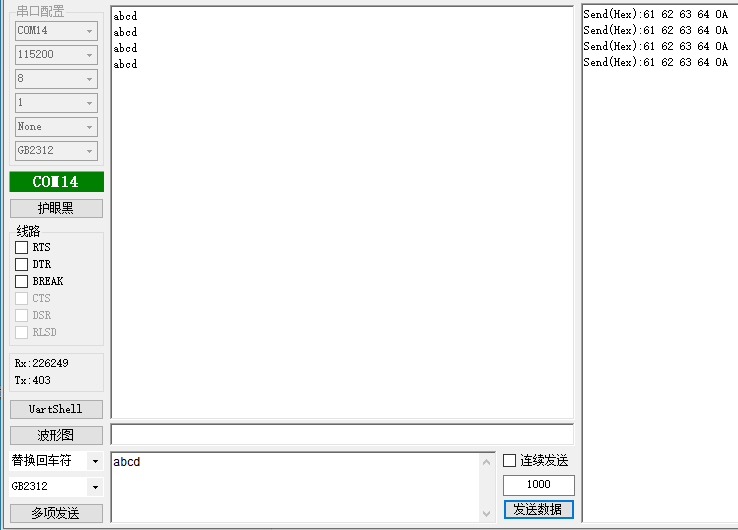 串口配置
COM14
115200
8
1
None
GB2312
COM14
护眼黑
线路
RTS
DTR
BREAK
CTS
DSR
RLSD
Rx:226249
Tx:403
UartShell
波形图
替换回车符
GB2312
多项发送
abcd
abcd
abcd
abcd
abcd
连续发送
1000
发送数据
Send(Hex):61 62 63 64 0A
Send(Hex):61 62 63 64 0A
Send(Hex):61 62 63 64 0A
Send(Hex):61 62 63 64 0A